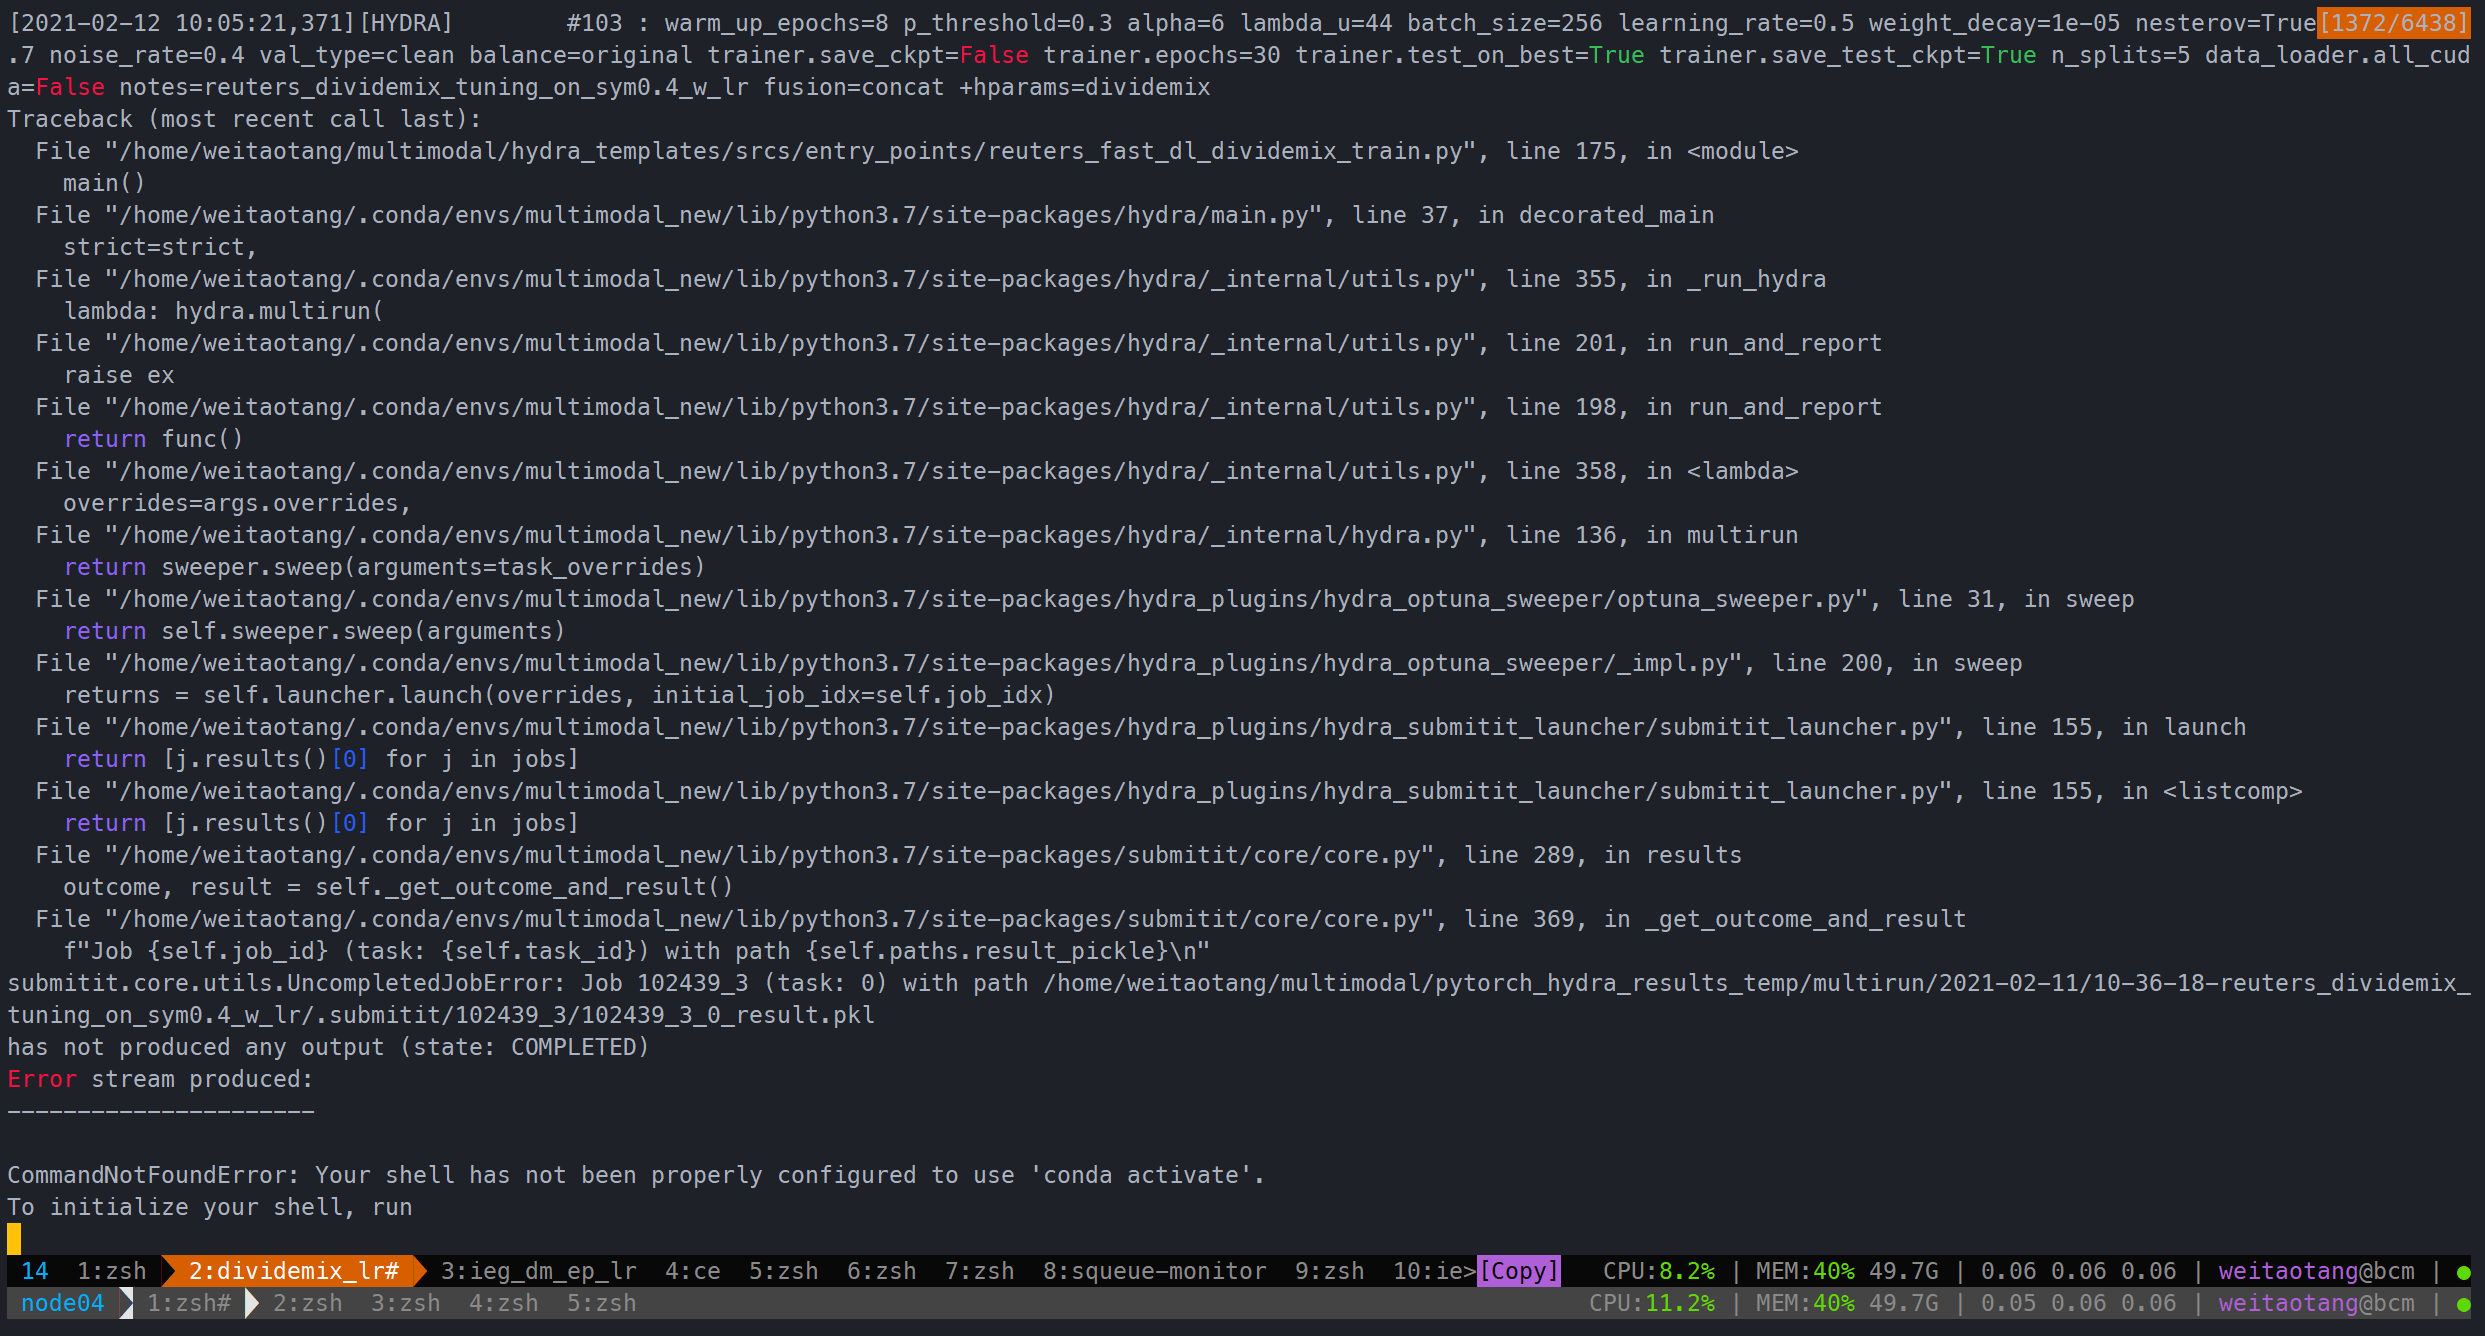 [2021-02-12 10:05:21,371][HYDRA]        #103 : warm_up_epochs=8 p_threshold=0.3 alpha=6 lambda_u=44 batch_size=256 learning_rate=0.5 weight_decay=1e-05 nesterov=True[1372/6438]
.7 noise_rate=0.4 val_type=clean balance=original trainer.save_ckpt=False trainer.epochs=30 trainer.test_on_best=True trainer.save_test_ckpt=True n_splits=5 data_loader.all_cud
a=False notes=reuters_dividemix_tuning_on_sym0.4_w_lr fusion=concat +hparams=dividemix
Traceback (most recent call last):
  File "/home/weitaotang/multimodal/hydra_templates/srcs/entry_points/reuters_fast_dl_dividemix_train.py", line 175, in <module>
    main()
  File "/home/weitaotang/.conda/envs/multimodal_new/lib/python3.7/site-packages/hydra/main.py", line 37, in decorated_main
    strict=strict,
  File "/home/weitaotang/.conda/envs/multimodal_new/lib/python3.7/site-packages/hydra/_internal/utils.py", line 355, in _run_hydra
    lambda: hydra.multirun(
  File "/home/weitaotang/.conda/envs/multimodal_new/lib/python3.7/site-packages/hydra/_internal/utils.py", line 201, in run_and_report
    raise ex
  File "/home/weitaotang/.conda/envs/multimodal_new/lib/python3.7/site-packages/hydra/_internal/utils.py", line 198, in run_and_report
    return func()
  File "/home/weitaotang/.conda/envs/multimodal_new/lib/python3.7/site-packages/hydra/_internal/utils.py", line 358, in <lambda>
    overrides=args.overrides,
  File "/home/weitaotang/.conda/envs/multimodal_new/lib/python3.7/site-packages/hydra/_internal/hydra.py", line 136, in multirun
    return sweeper.sweep(arguments=task_overrides)
  File "/home/weitaotang/.conda/envs/multimodal_new/lib/python3.7/site-packages/hydra_plugins/hydra_optuna_sweeper/optuna_sweeper.py", line 31, in sweep
    return self.sweeper.sweep(arguments)
  File "/home/weitaotang/.conda/envs/multimodal_new/lib/python3.7/site-packages/hydra_plugins/hydra_optuna_sweeper/_impl.py", line 200, in sweep
    returns = self.launcher.launch(overrides, initial_job_idx=self.job_idx)
  File "/home/weitaotang/.conda/envs/multimodal_new/lib/python3.7/site-packages/hydra_plugins/hydra_submitit_launcher/submitit_launcher.py", line 155, in launch
    return [j.results()[0] for j in jobs]
  File "/home/weitaotang/.conda/envs/multimodal_new/lib/python3.7/site-packages/hydra_plugins/hydra_submitit_launcher/submitit_launcher.py", line 155, in <listcomp>
    return [j.results()[0] for j in jobs]
  File "/home/weitaotang/.conda/envs/multimodal_new/lib/python3.7/site-packages/submitit/core/core.py", line 289, in results
    outcome, result = self._get_outcome_and_result()
  File "/home/weitaotang/.conda/envs/multimodal_new/lib/python3.7/site-packages/submitit/core/core.py", line 369, in _get_outcome_and_result
    f"Job {self.job_id} (task: {self.task_id}) with path {self.paths.result_pickle}\n"
submitit.core.utils.UncompletedJobError: Job 102439_3 (task: 0) with path /home/weitaotang/multimodal/pytorch_hydra_results_temp/multirun/2021-02-11/10-36-18-reuters_dividemix_
tuning_on_sym0.4_w_lr/.submitit/102439_3/102439_3_0_result.pkl
has not produced any output (state: COMPLETED)
Error stream produced:
----------------------
CommandNotFoundError: Your shell has not been properly configured to use 'conda activate'.
To initialize your shell, run
14  1:zsh  2:dividemix_lr#  3:ieg_dm_ep_lr  4:ce  5:zsh  6:zsh  7:zsh  8:squeue-monitor  9:zsh  10:ie>[Copy]   CPU:8.2% | MEM:40% 49.7G | 0.06 0.06 0.06 | weitaotang@bcm | ●
node04  1:zsh#  2:zsh  3:zsh  4:zsh  5:zsh  CPU:11.2% | MEM:40% 49.7G | 0.05 0.06 0.06 | weitaotang@bcm | ●